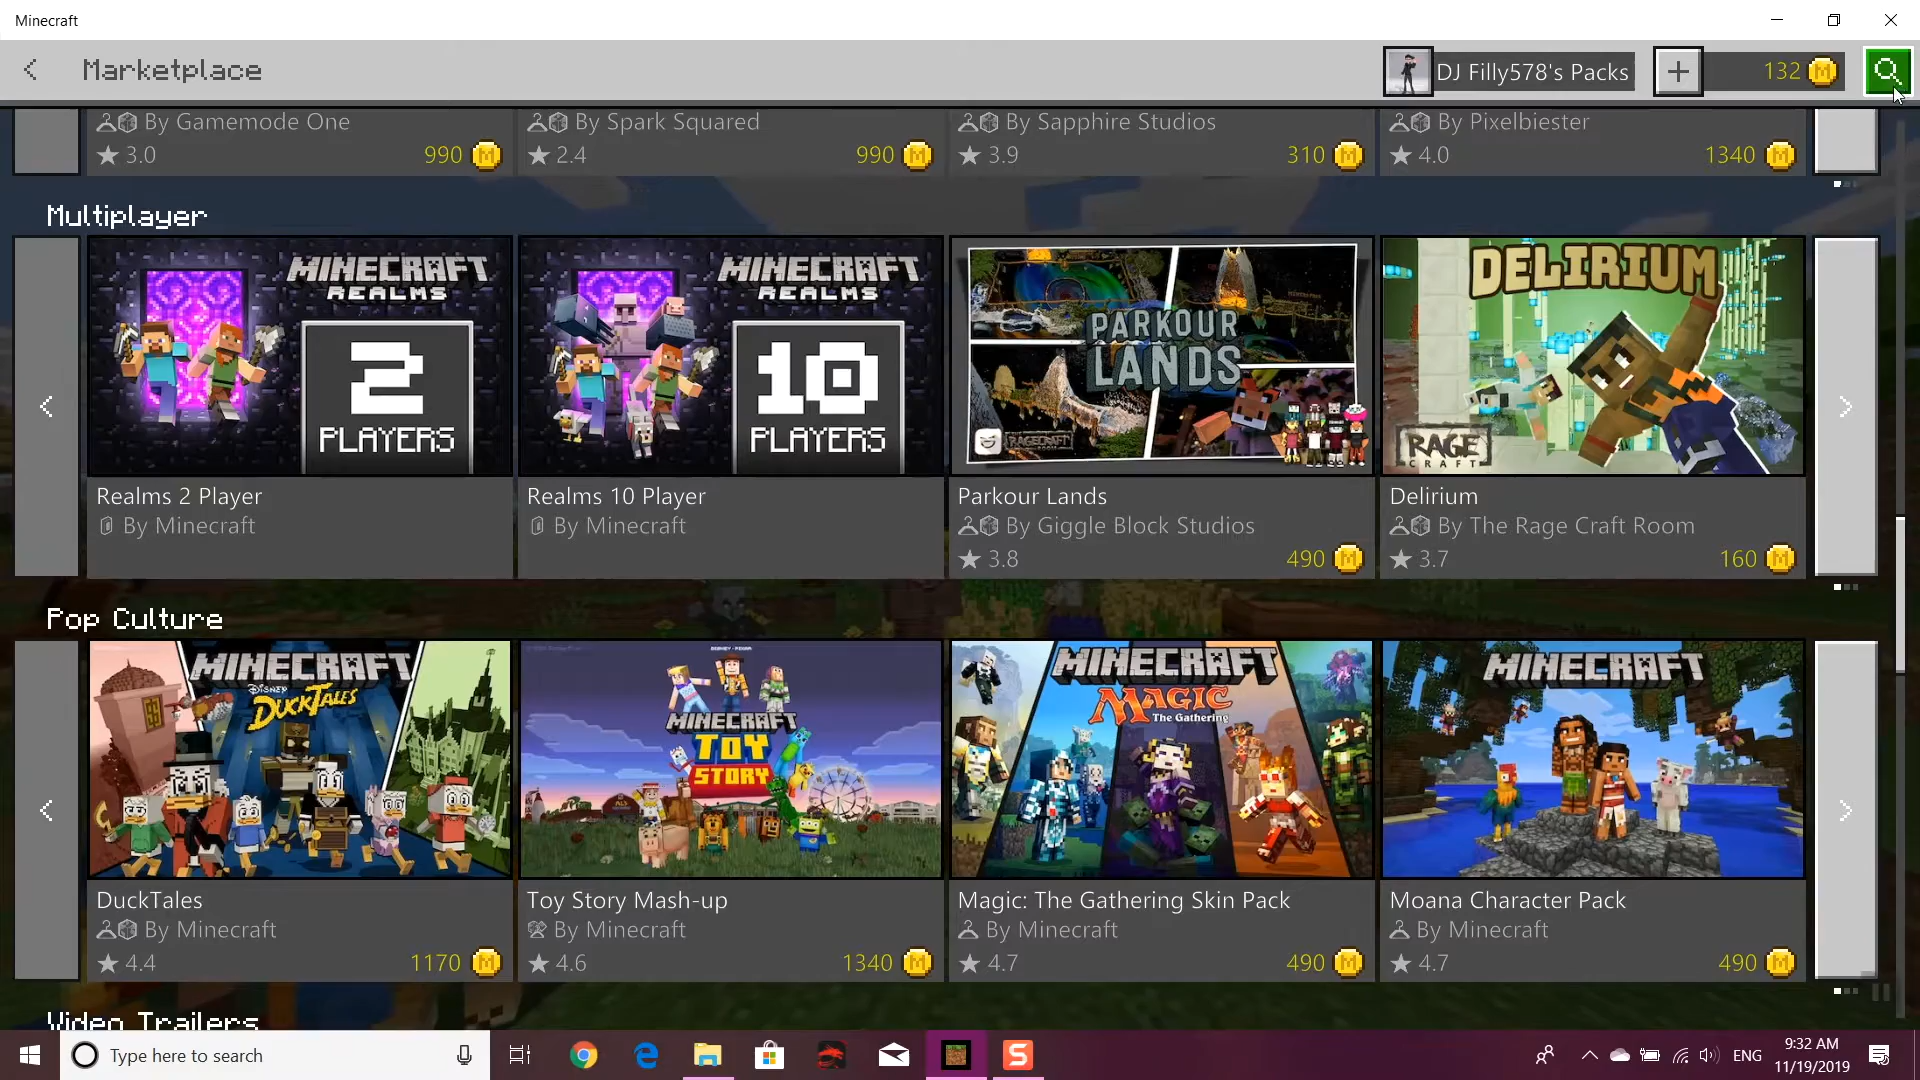 Minecraft
Marketplace
DJ Filly578's Packs
132
By Gamemode One
3.0
990
By Spark Squared
2.4
990
By Sapphire Studios
3.9
310
By Pixelbiester
4.0
1340
Multiplayer
MINECRAFT
REALMS
2
PLAYERS
Realms 2 Player
By Minecraft
MINECRAFT
REALMS
10
PLAYERS
Realms 10 Player
By Minecraft
PARKOUR
LANDS
RAGECRAFT
Parkour Lands
By Giggle Block Studios
3.8
490
DELIRIUM
RAGE
CRAFT
Delirium
By The Rage Craft Room
3.7
160
Pop Culture
MINECRAFT
DISNEY
DUCKTALES
DuckTales
By Minecraft
4.4
1170
DISNEY · PIXAR
MINECRAFT
TOY
STORY
Toy Story Mash-up
By Minecraft
4.6
1340
MINECRAFT
MAGIC
The Gathering
Magic: The Gathering Skin Pack
By Minecraft
4.7
490
MINECRAFT
Moana Character Pack
By Minecraft
4.7
490
Video Trailers
Type here to search
ENG
9:32 AM
11/19/2019